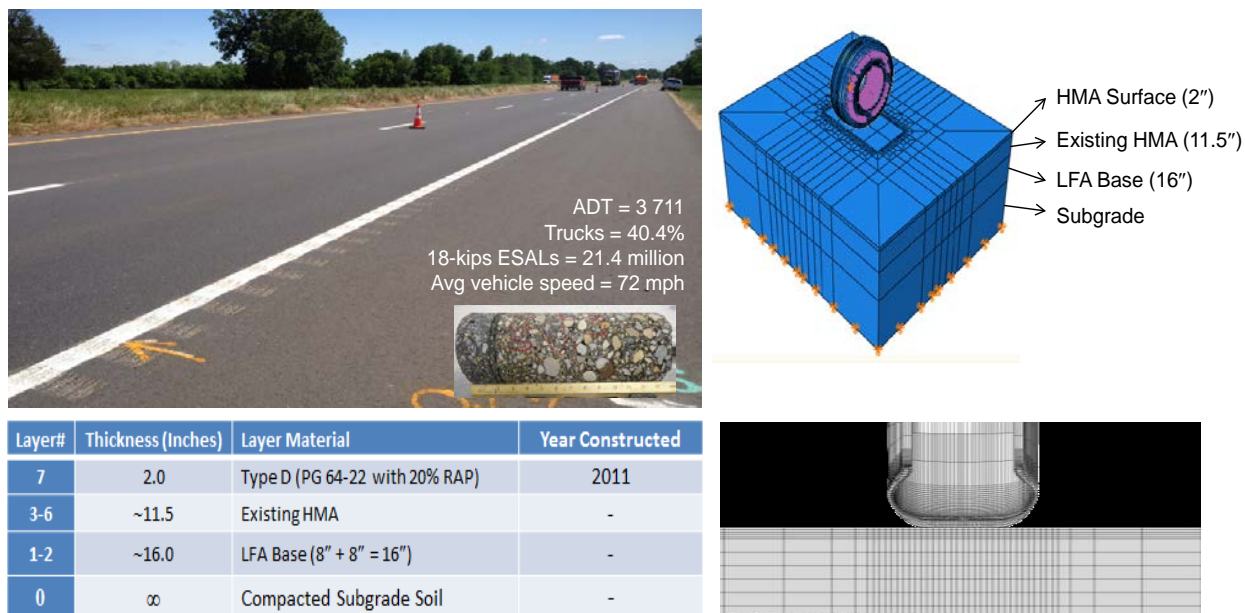 ADT = 3 711
Trucks = 40.4%
18-kips ESALs = 21.4 million
Avg vehicle speed = 72 mph
HMA Surface (2″)
Existing HMA (11.5″)
LFA Base (16″)
Subgrade
Layer# Thickness (Inches) Layer Material Year Constructed
7 2.0 Type D (PG 64-22 with 20% RAP) 2011
3-6 ~11.5 Existing HMA -
1-2 ~16.0 LFA Base (8″ + 8″ = 16″) -
0 ∞ Compacted Subgrade Soil -